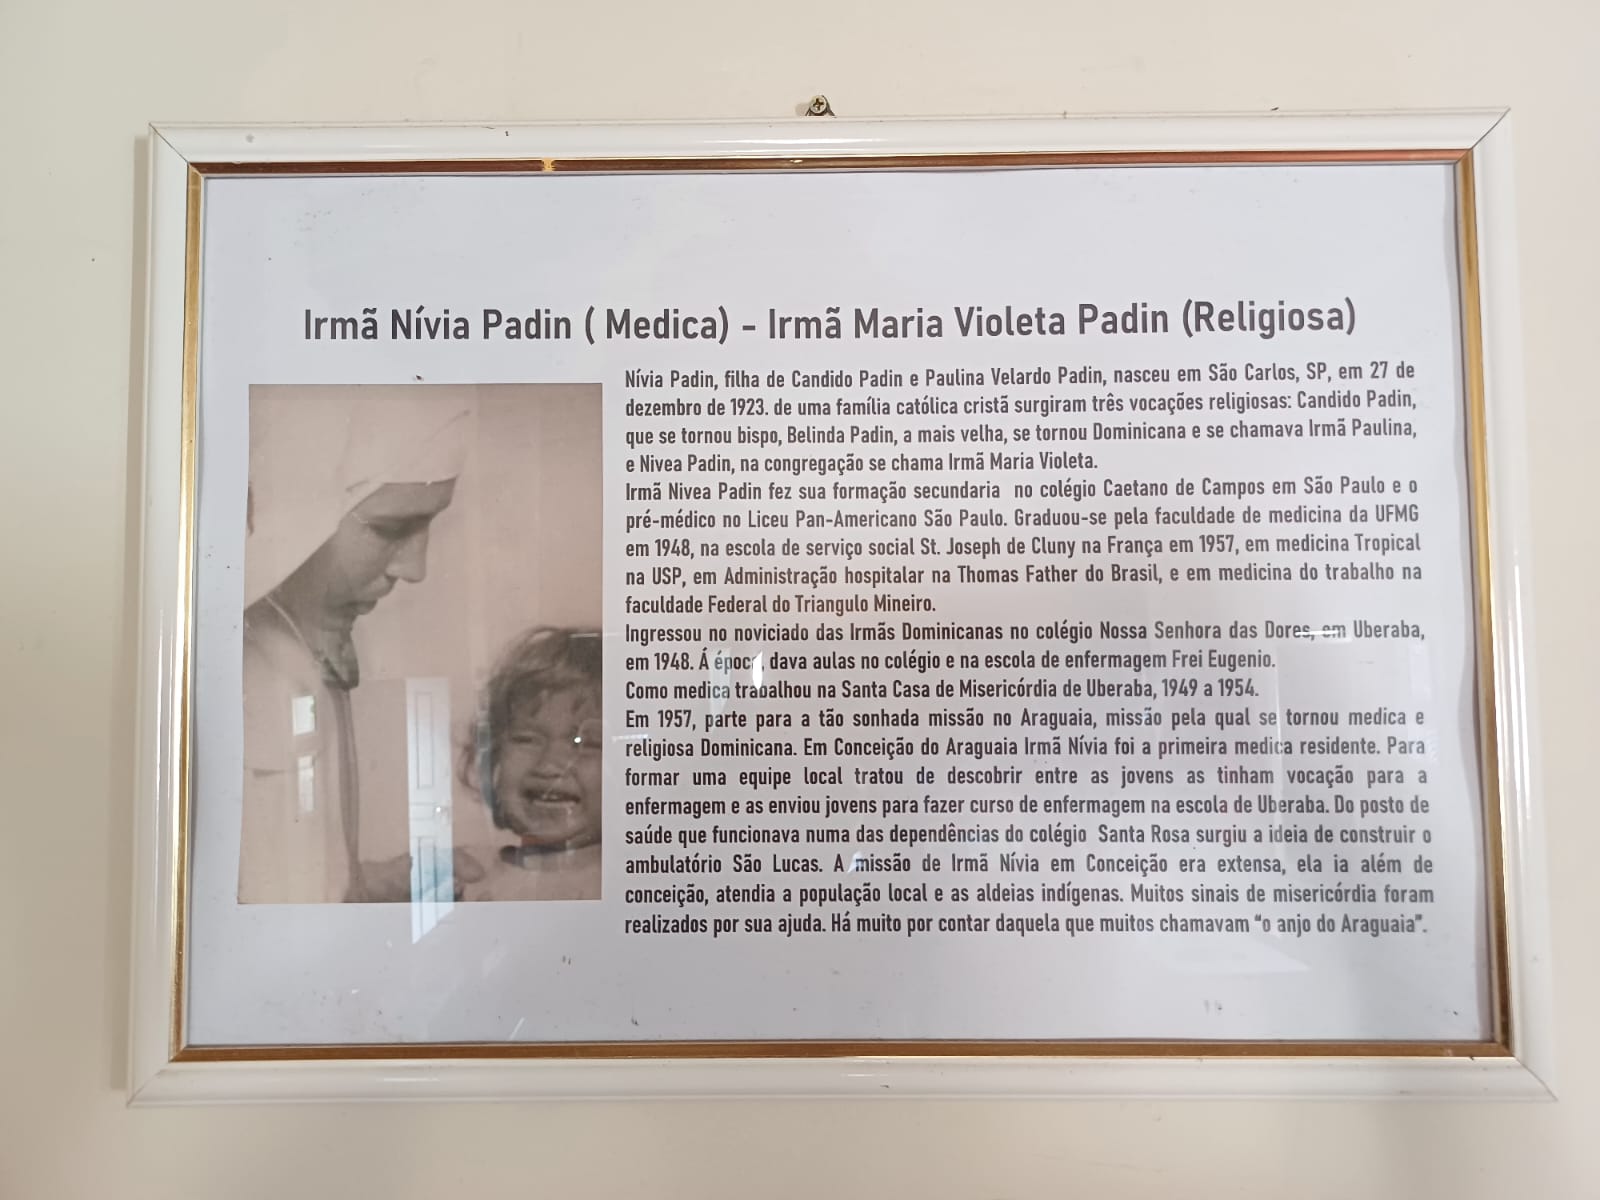 Irmã Nívia Padin ( Medica) - Irmã Maria Violeta Padin (Religiosa)
Nívia Padin, filha de Candido Padin e Paulina Velardo Padin, nasceu em São Carlos, SP, em 27 de
dezembro de 1923. de uma família católica cristã surgiram três vocações religiosas: Candido Padin,
que se tornou bispo, Belinda Padin, a mais velha, se tornou Dominicana e se chamava Irmã Paulina,
e Nivea Padin, na congregação se chama Irmã Maria Violeta.
Irmã Nivea Padin fez sua formação secundaria no colégio Caetano de Campos em São Paulo e o
pré-médico no Liceu Pan-Americano São Paulo. Graduou-se pela faculdade de medicina da UFMG
em 1948, na escola de serviço social St. Joseph de Cluny na França em 1957, em medicina Tropical
na USP, em Administração hospitalar na Thomas Father do Brasil, e em medicina do trabalho na
faculdade Federal do Triangulo Mineiro.
Ingressou no noviciado das Irmãs Dominicanas no colégio Nossa Senhora das Dores, em Uberaba,
em 1948. Á época, dava aulas no colégio e na escola de enfermagem Frei Eugenio.
Como medica trabalhou na Santa Casa de Misericórdia de Uberaba, 1949 a 1954.
Em 1957, parte para a tão sonhada missão no Araguaia, missão pela qual se tornou medica e
religiosa Dominicana. Em Conceição do Araguaia Irmã Nívia foi a primeira medica residente. Para
formar uma equipe local tratou de descobrir entre as jovens as tinham vocação para a
enfermagem e as enviou jovens para fazer curso de enfermagem na escola de Uberaba. Do posto de
saúde que funcionava numa das dependências do colégio Santa Rosa surgiu a ideia de construir o
ambulatório São Lucas. A missão de Irmã Nívia em Conceição era extensa, ela ia além de
conceição, atendia a população local e as aldeias indígenas. Muitos sinais de misericórdia foram
realizados por sua ajuda. Há muito por contar daquela que muitos chamavam "o anjo do Araguaia".